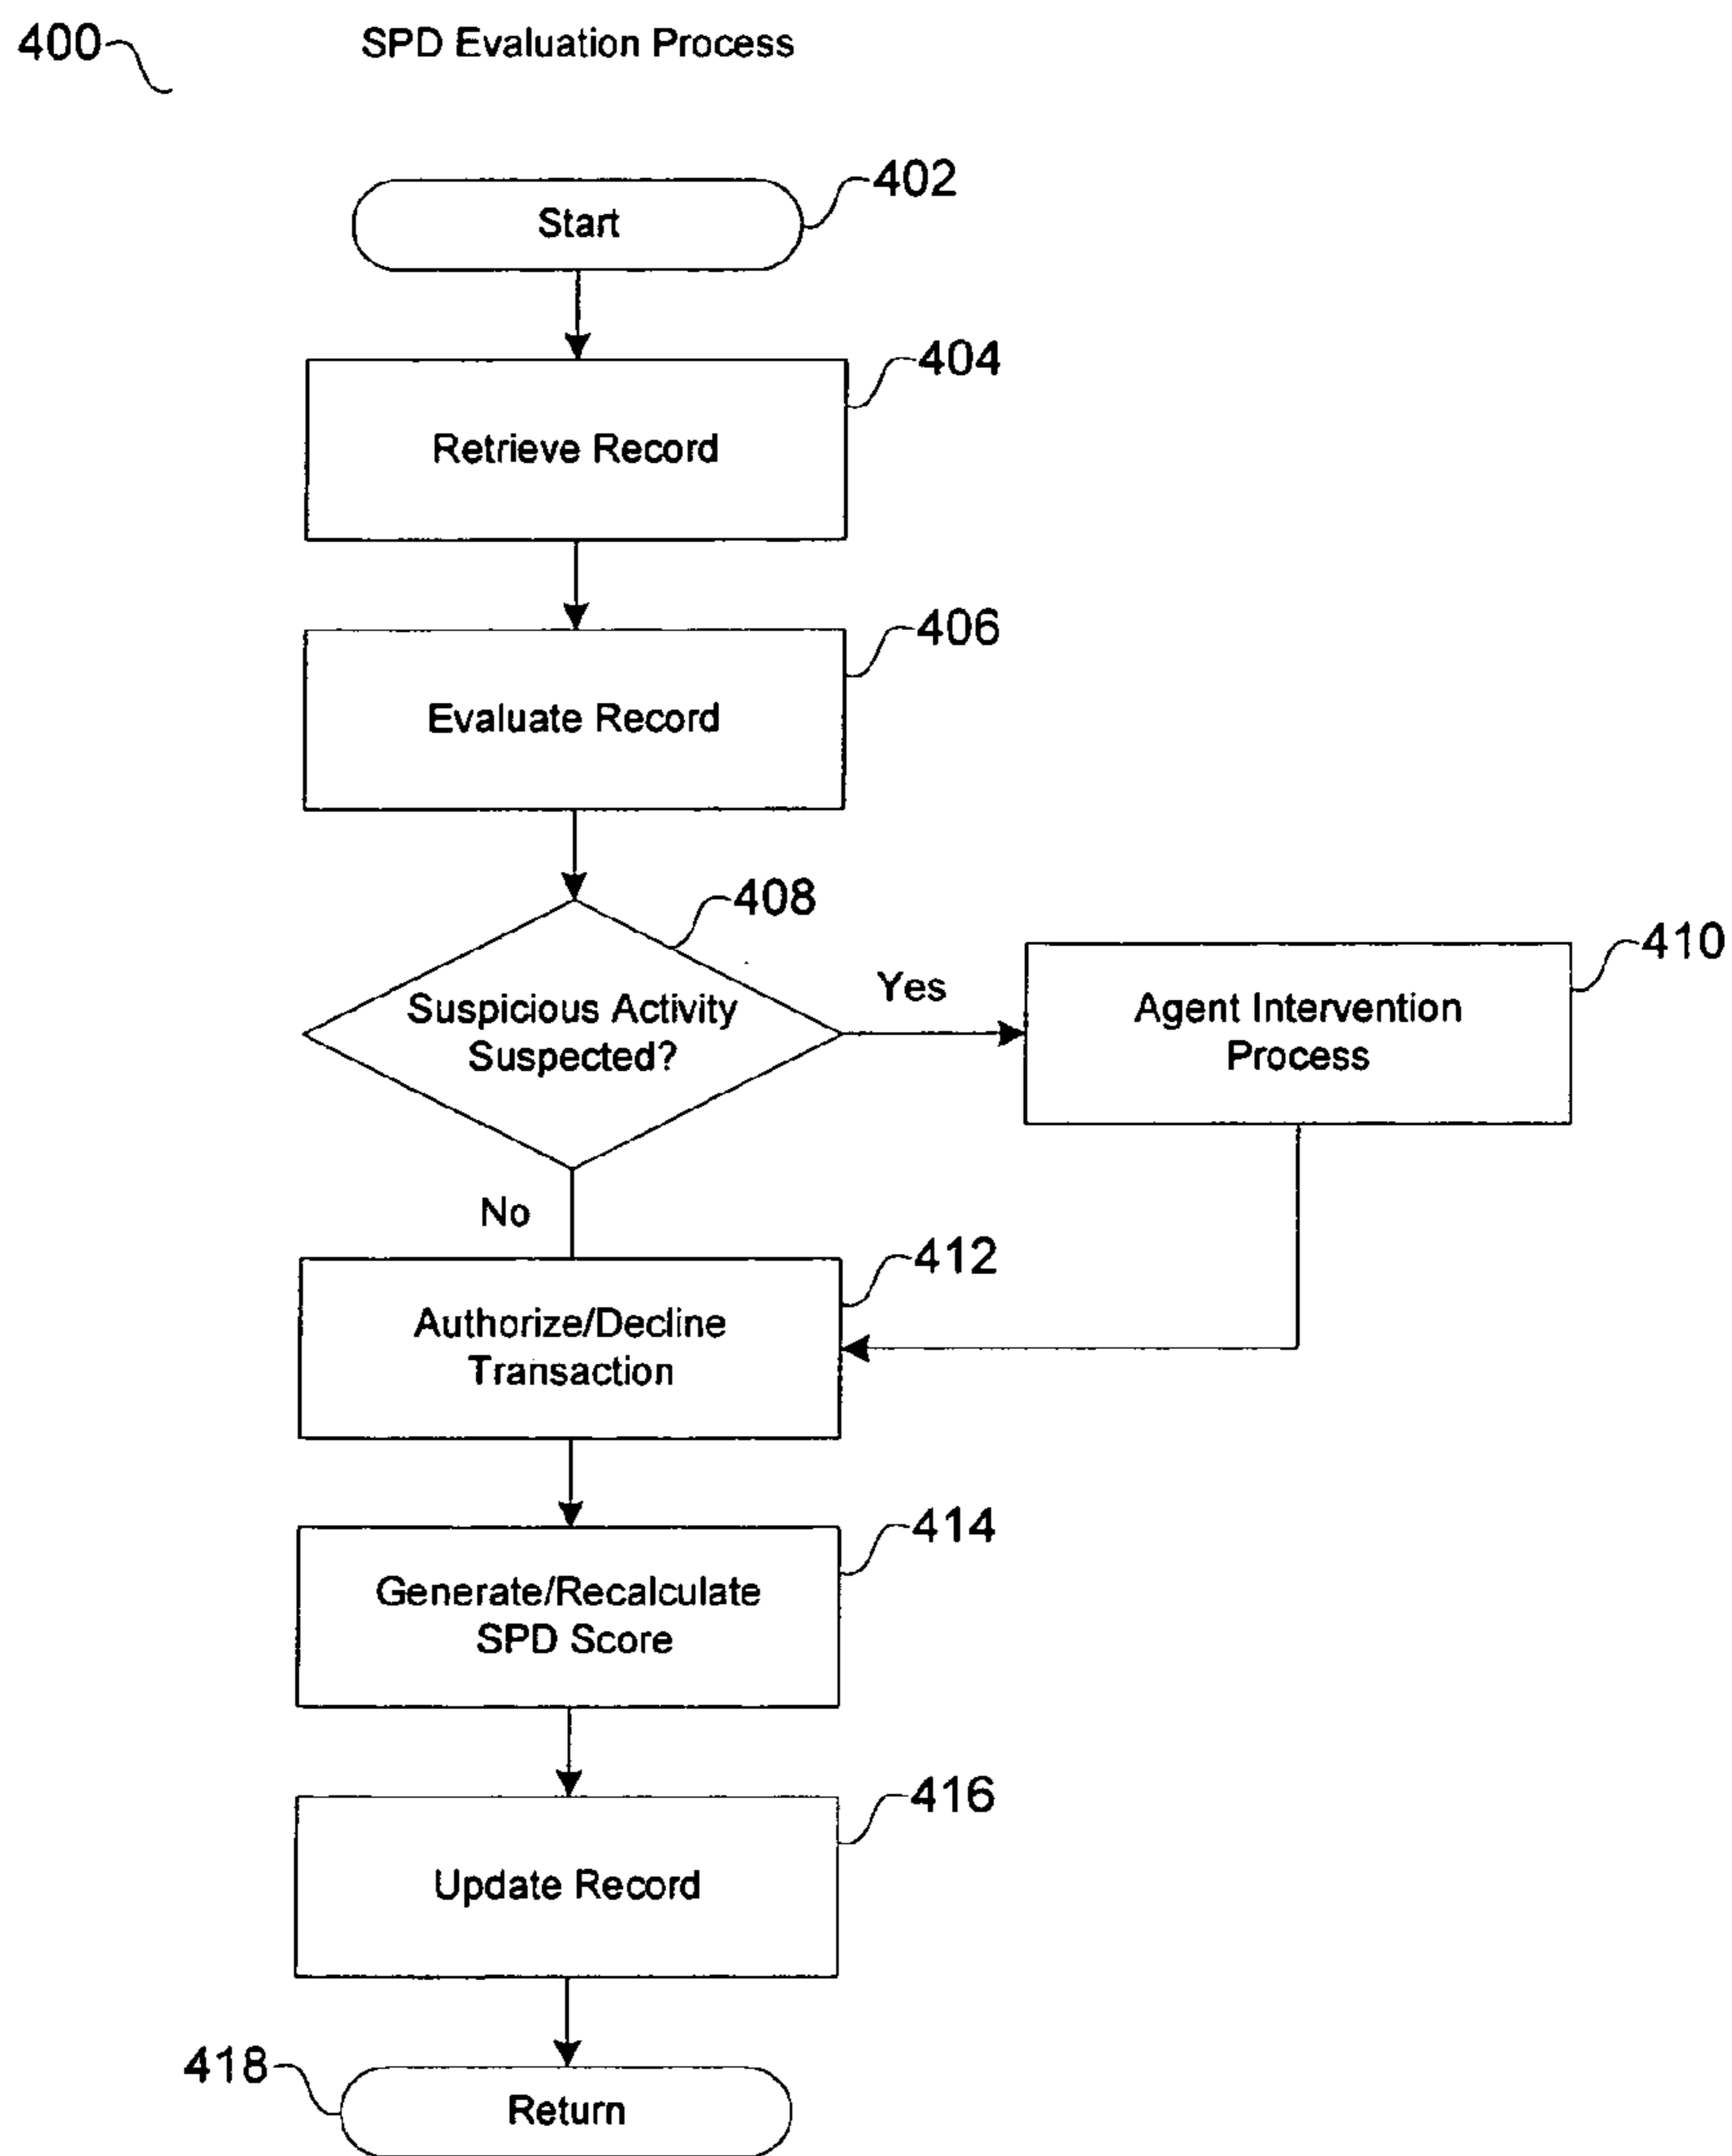 400
SPD Evaluation Process
402
Start
404
Retrieve Record
406
Evaluate Record
408
Suspicious Activity
Suspected?
Yes
410
Agent Intervention
Process
No
412
Authorize/Decline
Transaction
414
Generate/Recalculate
SPD Score
416
Update Record
418
Return